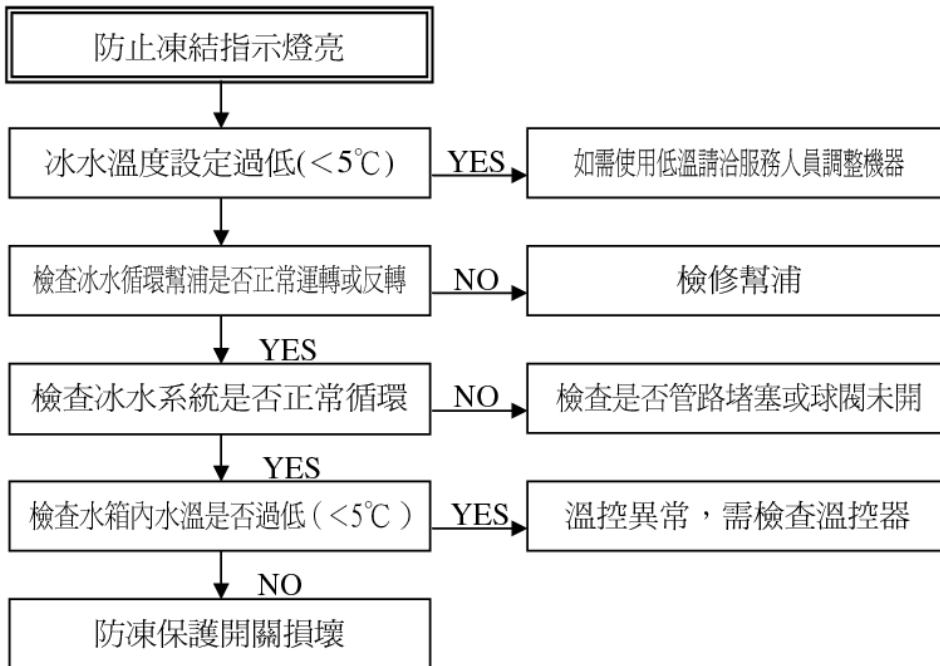 防止凍結指示燈亮
冰水溫度設定過低(<5℃)
YES
如需使用低溫請洽服務人員調整機器
檢查冰水循環幫浦是否正常運轉或反轉
NO
檢修幫浦
YES
檢查冰水系統是否正常循環
NO
檢查是否管路堵塞或球閥未開
YES
檢查水箱內水溫是否過低(<5℃)
YES
溫控異常，需檢查溫控器
NO
防凍保護開關損壞